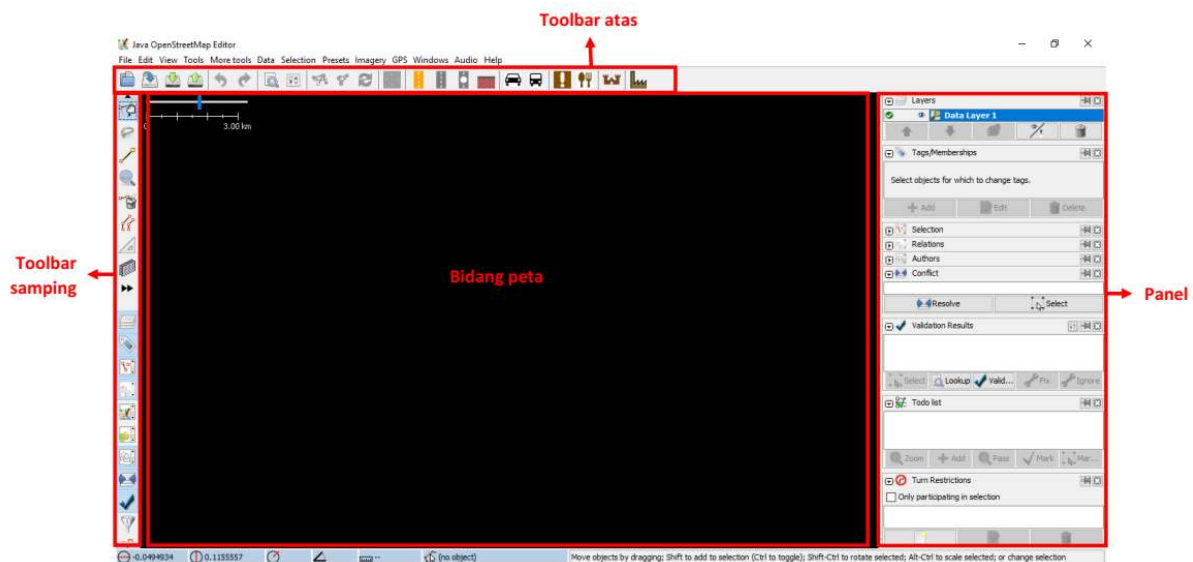 Toolbar atas
Java OpenStreetMap Editor
File Edit View Tools More tools Data Selection Presets Imagery GPS Windows Audio Help
0 3.00 km
Layers
Data Layer 1
Tags/Memberships
Select objects for which to change tags.
Add Edit Delete
Selection
Relations
Authors
Conflict
Resolve Select
Toolbar
samping
Bidang peta
Panel
Validation Results
Select Lookup Valid... Fix Ignore
Todo list
Zoom Add Pass Mark Mar...
Turn Restrictions
Only participating in selection
-0.0494934 0.1155557 -- (no object) Move objects by dragging; Shift to add to selection (Ctrl to toggle); Shift-Ctrl to rotate selected; Alt-Ctrl to scale selected; or change selection